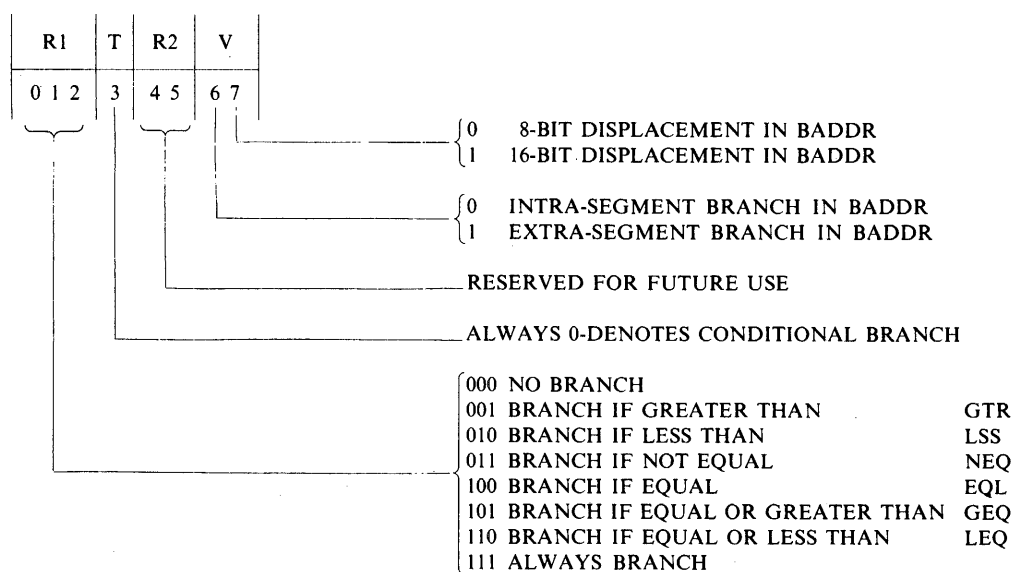 R1 T R2 V
0 1 2 3 4 5 6 7
0 8-BIT DISPLACEMENT IN BADDR
1 16-BIT DISPLACEMENT IN BADDR
0 INTRA-SEGMENT BRANCH IN BADDR
1 EXTRA-SEGMENT BRANCH IN BADDR
RESERVED FOR FUTURE USE
ALWAYS 0-DENOTES CONDITIONAL BRANCH
000 NO BRANCH
001 BRANCH IF GREATER THAN GTR
010 BRANCH IF LESS THAN LSS
011 BRANCH IF NOT EQUAL NEQ
100 BRANCH IF EQUAL EQL
101 BRANCH IF EQUAL OR GREATER THAN GEQ
110 BRANCH IF EQUAL OR LESS THAN LEQ
111 ALWAYS BRANCH